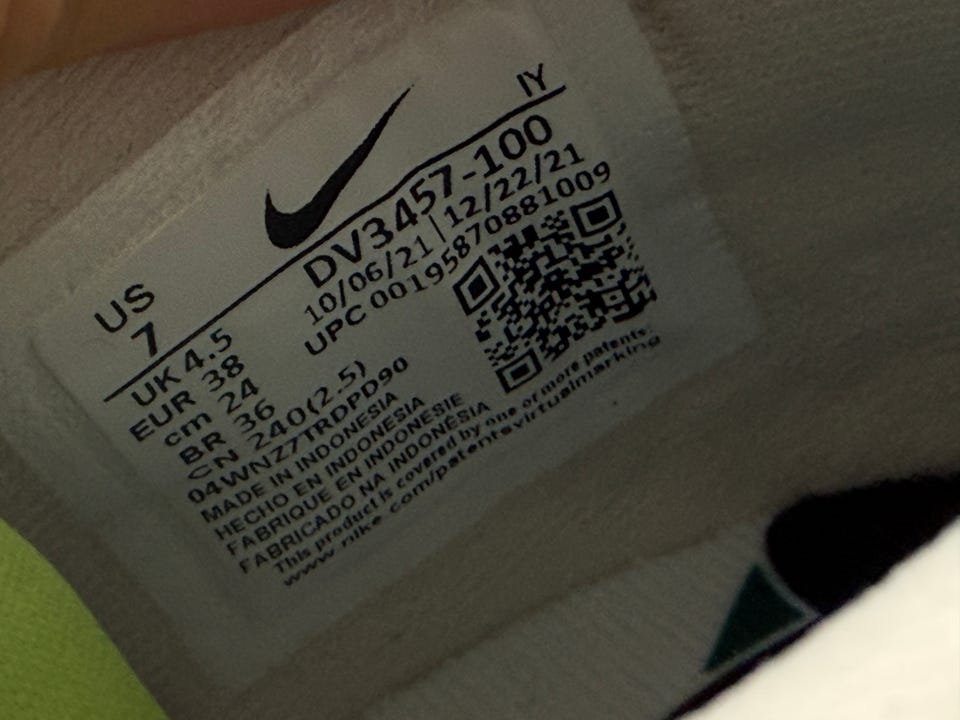 IY
US
7
DV3457-100
10/06/21 | 12/22/21
UPC 00195870881009
UK 4.5
EUR 38
cm 24
BR 36
CN 240(2.5)
04WNZ7TRDPD90
MADE IN INDONESIA
HECHO EN INDONESIA
FABRIQUE EN INDONESIE
FABRICADO NA INDONÉSIA
This product is covered by one or more patents:
www.nike.com/patentsvirtualmarking